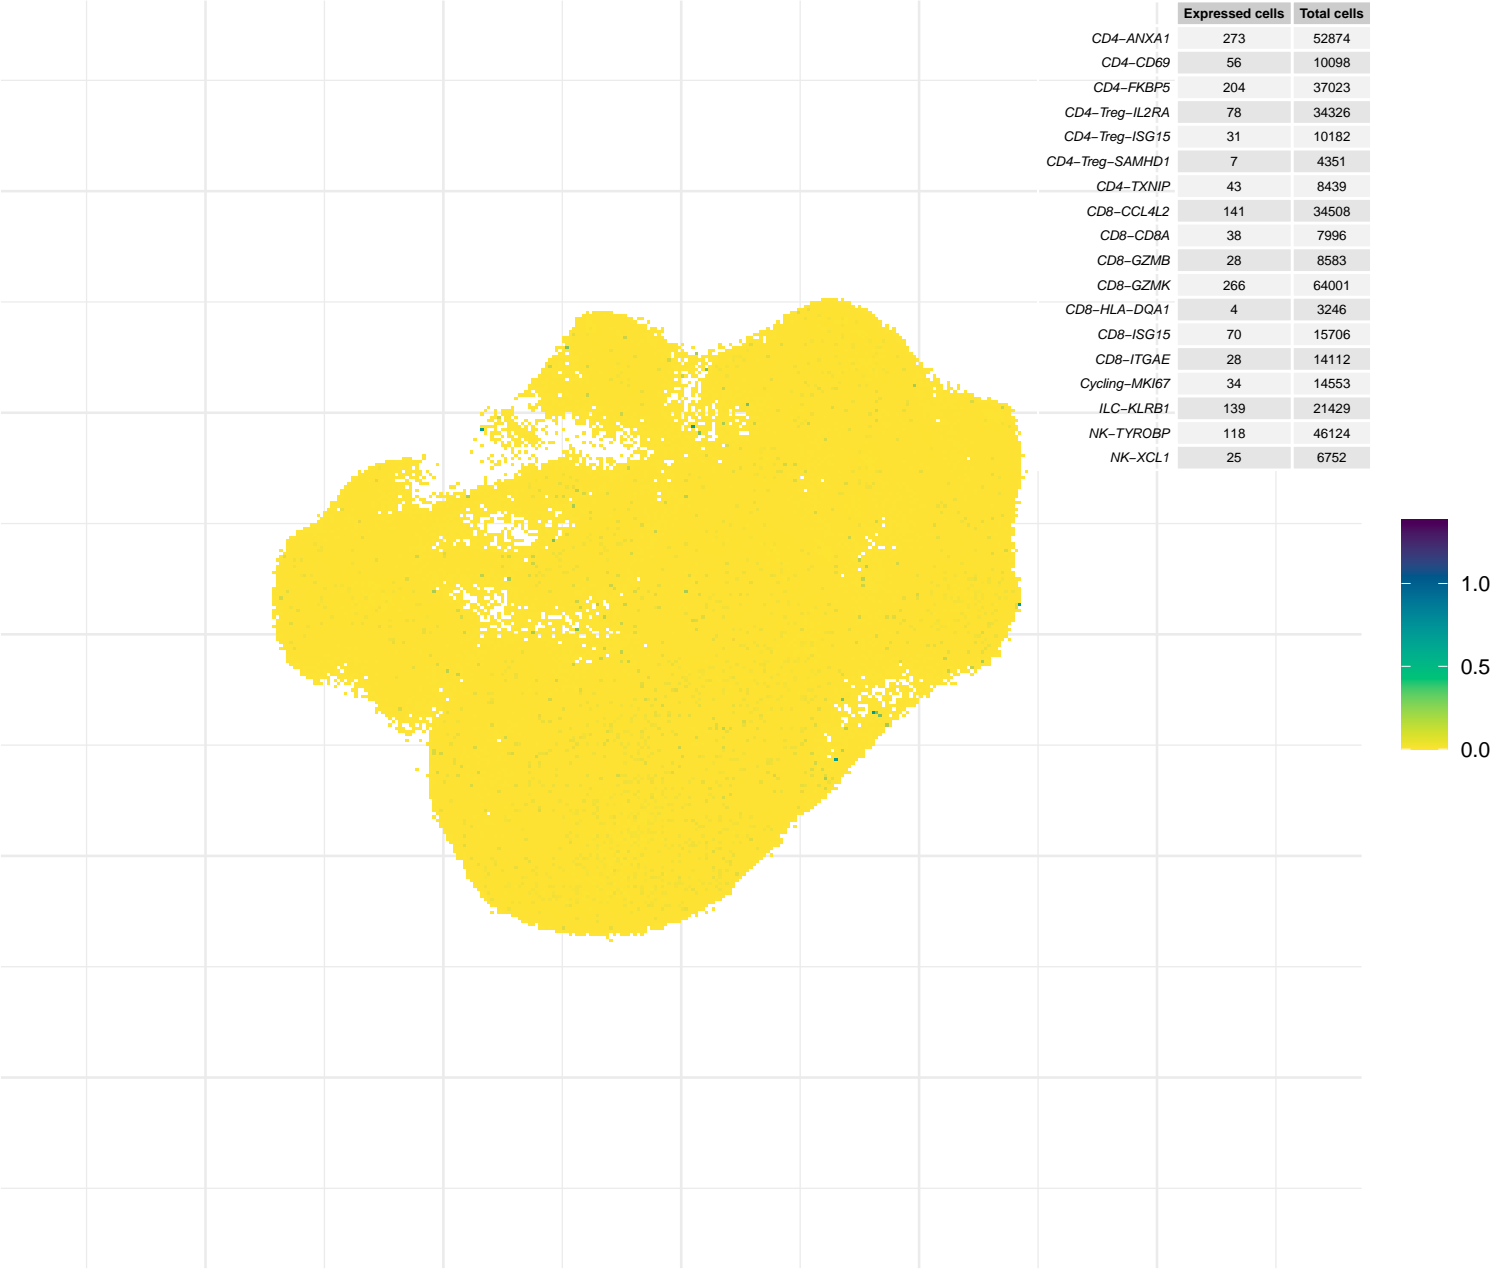 Expressed cells Total cells
CD4−ANXA1 273 52874
CD4−CD69 56 10098
CD4−FKBP5 204 37023
CD4−Treg−IL2RA 78 34326
CD4−Treg−ISG15 31 10182
CD4−Treg−SAMHD1 7 4351
CD4−TXNIP 43 8439
CD8−CCL4L2 141 34508
CD8−CD8A 38 7996
CD8−GZMB 28 8583
CD8−GZMK 266 64001
CD8−HLA−DQA1 4 3246
CD8−ISG15 70 15706
CD8−ITGAE 28 14112
Cycling−MKI67 34 14553
ILC−KLRB1 139 21429
NK−TYROBP 118 46124
NK−XCL1 25 6752
1.0
0.5
0.0